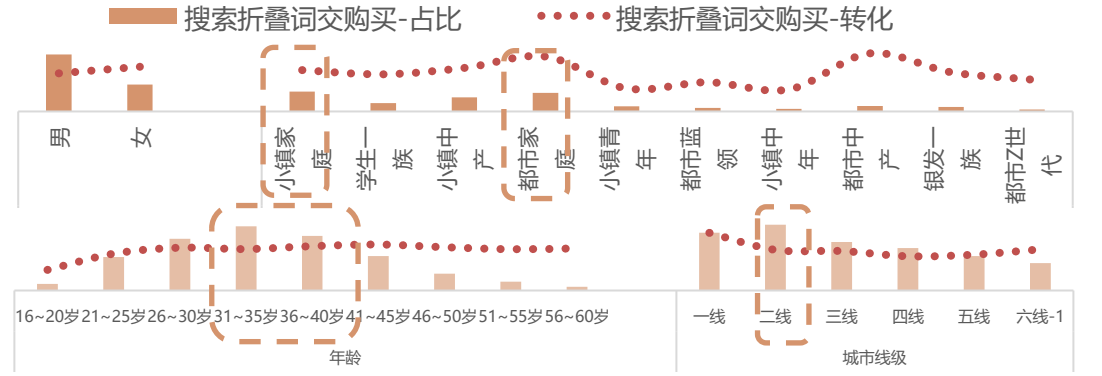 搜索折叠词交购买-占比 搜索折叠词交购买-转化
男 女 小镇家庭 学生一族 小镇中产 都市家庭 小镇青年 都市蓝领 小镇中年 都市中产 银发一族 都市Z世代
16~20岁 21~25岁 26~30岁 31~35岁 36~40岁 41~45岁 46~50岁 51~55岁 56~60岁 一线 二线 三线 四线 五线 六线-1
年龄 城市线级